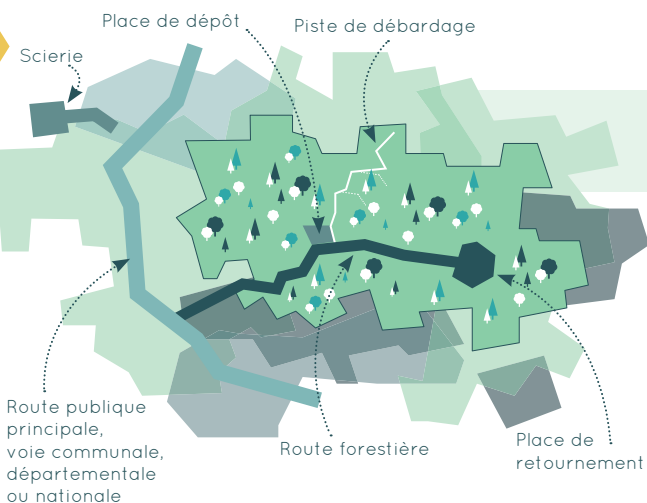 Place de dépôt
Piste de débardage
Scierie
Route publique
principale,
voie communale,
départementale
ou nationale
Route forestière
Place de
retournement